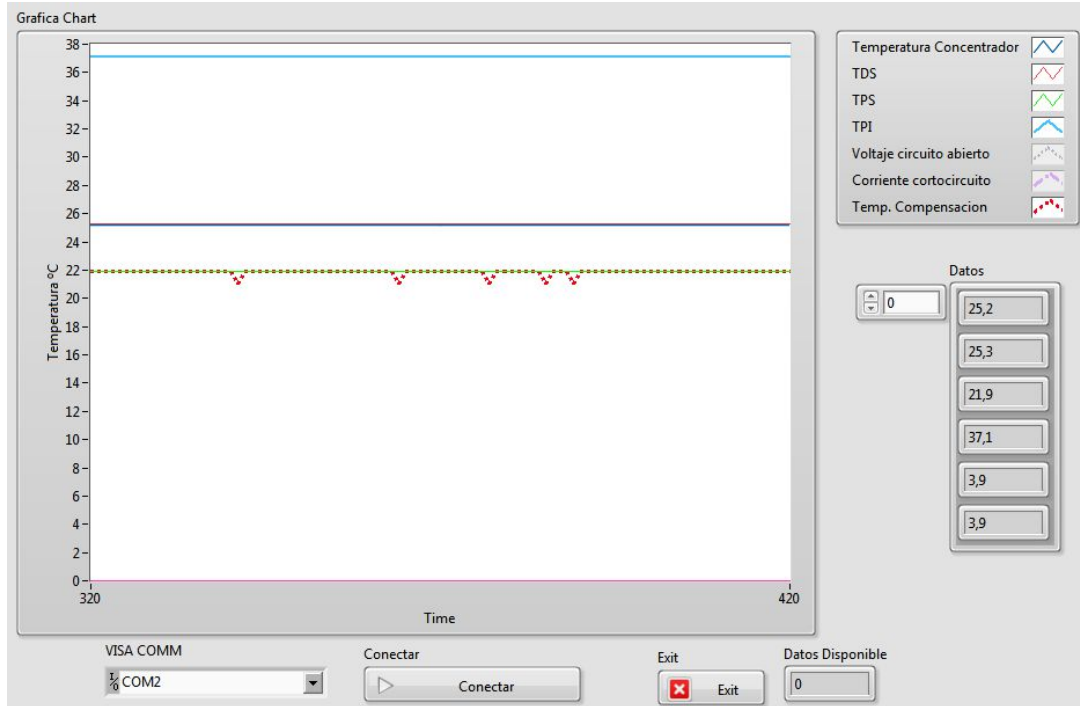 Grafica Chart
38
36
34
32
30
28
26
24
22
20
18
16
14
12
10
8
6
4
2
0
Temperatura ºC
320
420
Time
Temperatura Concentrador
TDS
TPS
TPI
Voltaje circuito abierto
Corriente cortocircuito
Temp. Compensacion
Datos
0
25,2
25,3
21,9
37,1
3,9
3,9
VISA COMM
I/0 COM2
Conectar
Conectar
Exit
Exit
Datos Disponible
0